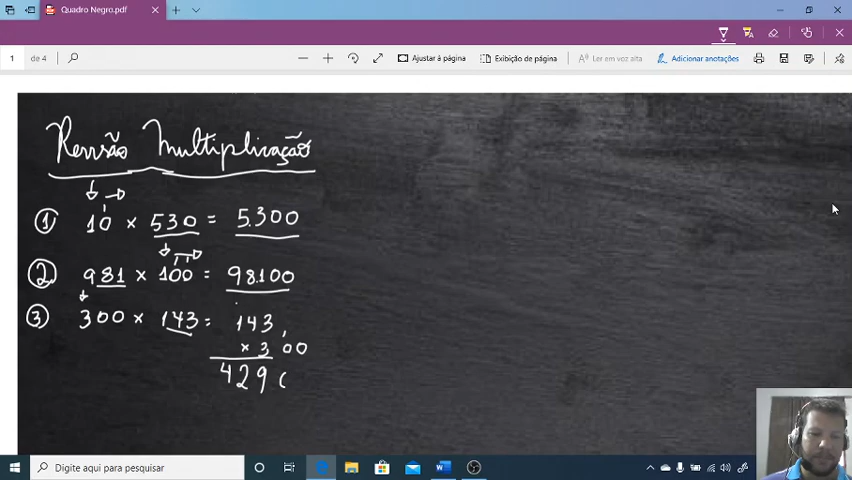 Quadro Negro.pdf
1 de 4
Ajustar à página
Exibição de página
Ler em voz alta
Adicionar anotações
Revisão Multiplicação
① 10 × 530 = 5.300
② 981 × 100 = 98.100
③ 300 × 143 = 143,
× 3 00
429 (
Digite aqui para pesquisar